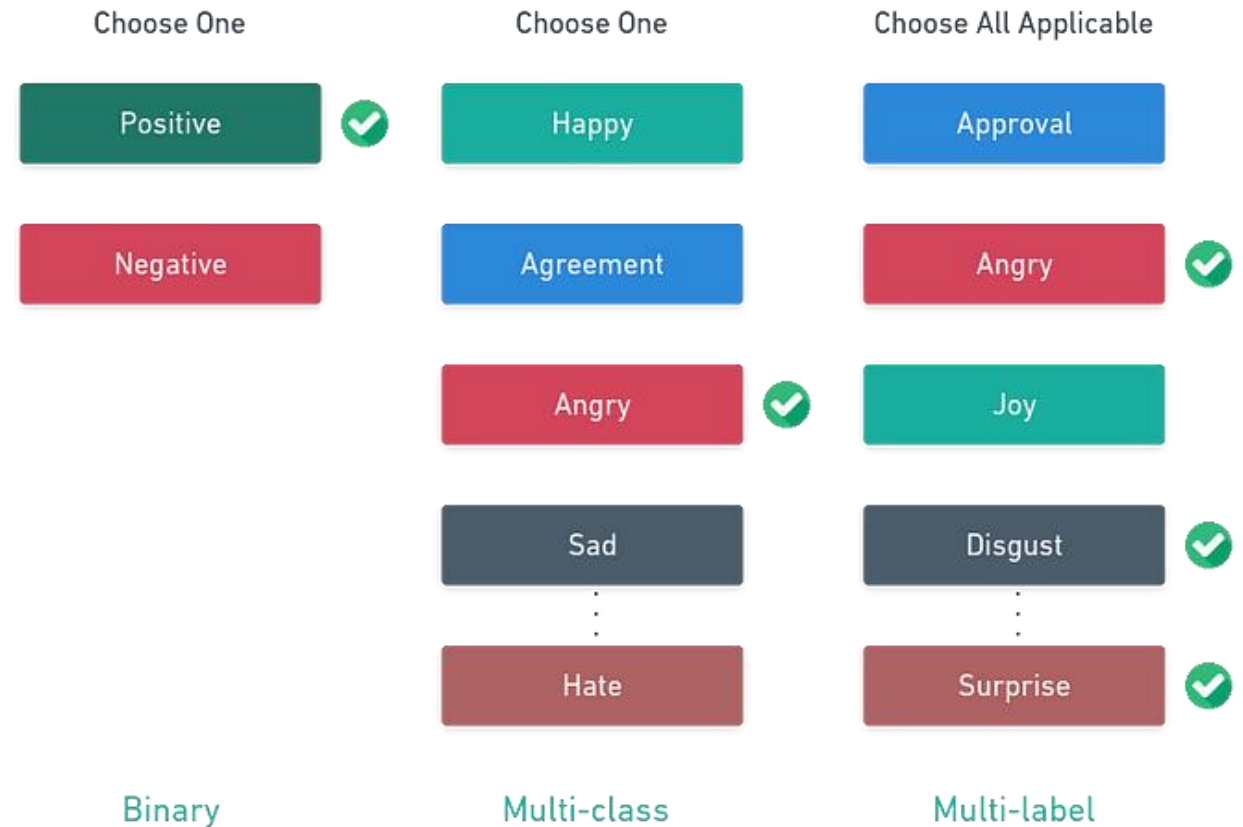 Choose One
Choose One
Choose All Applicable
Positive
Happy
Approval
Negative
Agreement
Angry
Angry
Joy
Sad
Disgust
Hate
Surprise
Binary
Multi-class
Multi-label